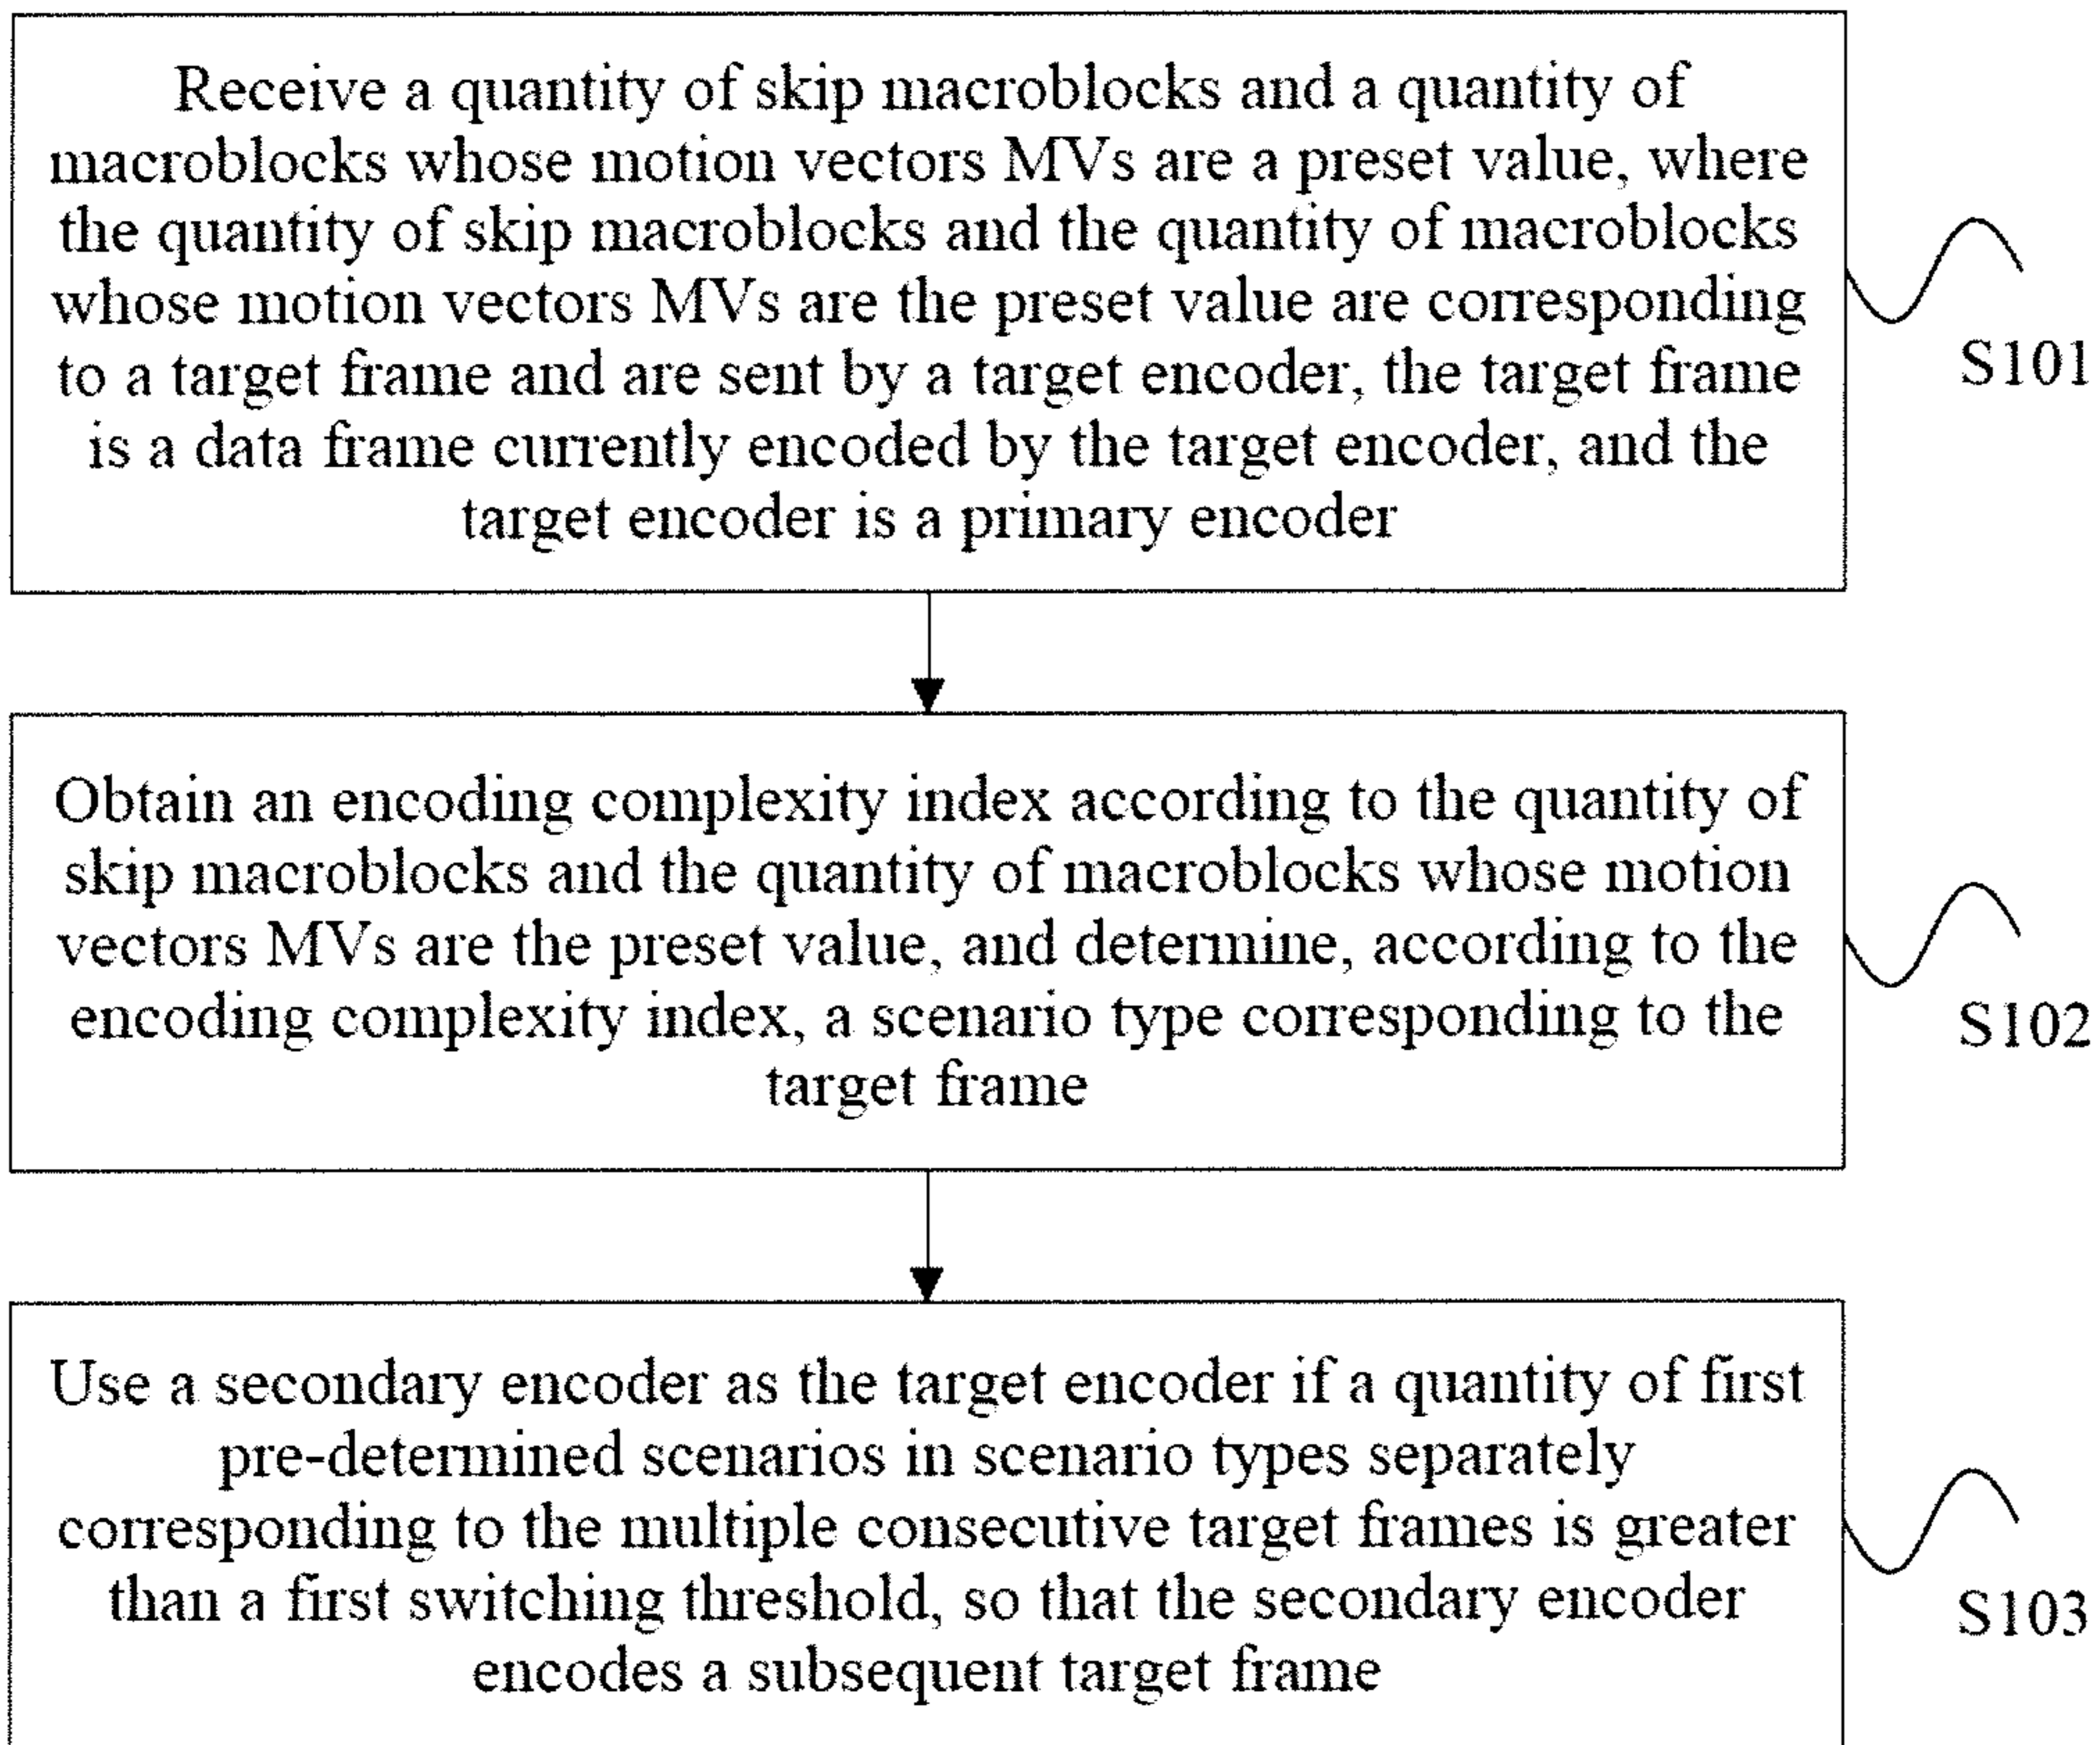 Receive a quantity of skip macroblocks and a quantity of
macroblocks whose motion vectors MVs are a preset value, where
the quantity of skip macroblocks and the quantity of macroblocks
whose motion vectors MVs are the preset value are corresponding
to a target frame and are sent by a target encoder, the target frame
is a data frame currently encoded by the target encoder, and the
target encoder is a primary encoder
S101
Obtain an encoding complexity index according to the quantity of
skip macroblocks and the quantity of macroblocks whose motion
vectors MVs are the preset value, and determine, according to the
encoding complexity index, a scenario type corresponding to the
target frame
S102
Use a secondary encoder as the target encoder if a quantity of first
pre-determined scenarios in scenario types separately
corresponding to the multiple consecutive target frames is greater
than a first switching threshold, so that the secondary encoder
encodes a subsequent target frame
S103